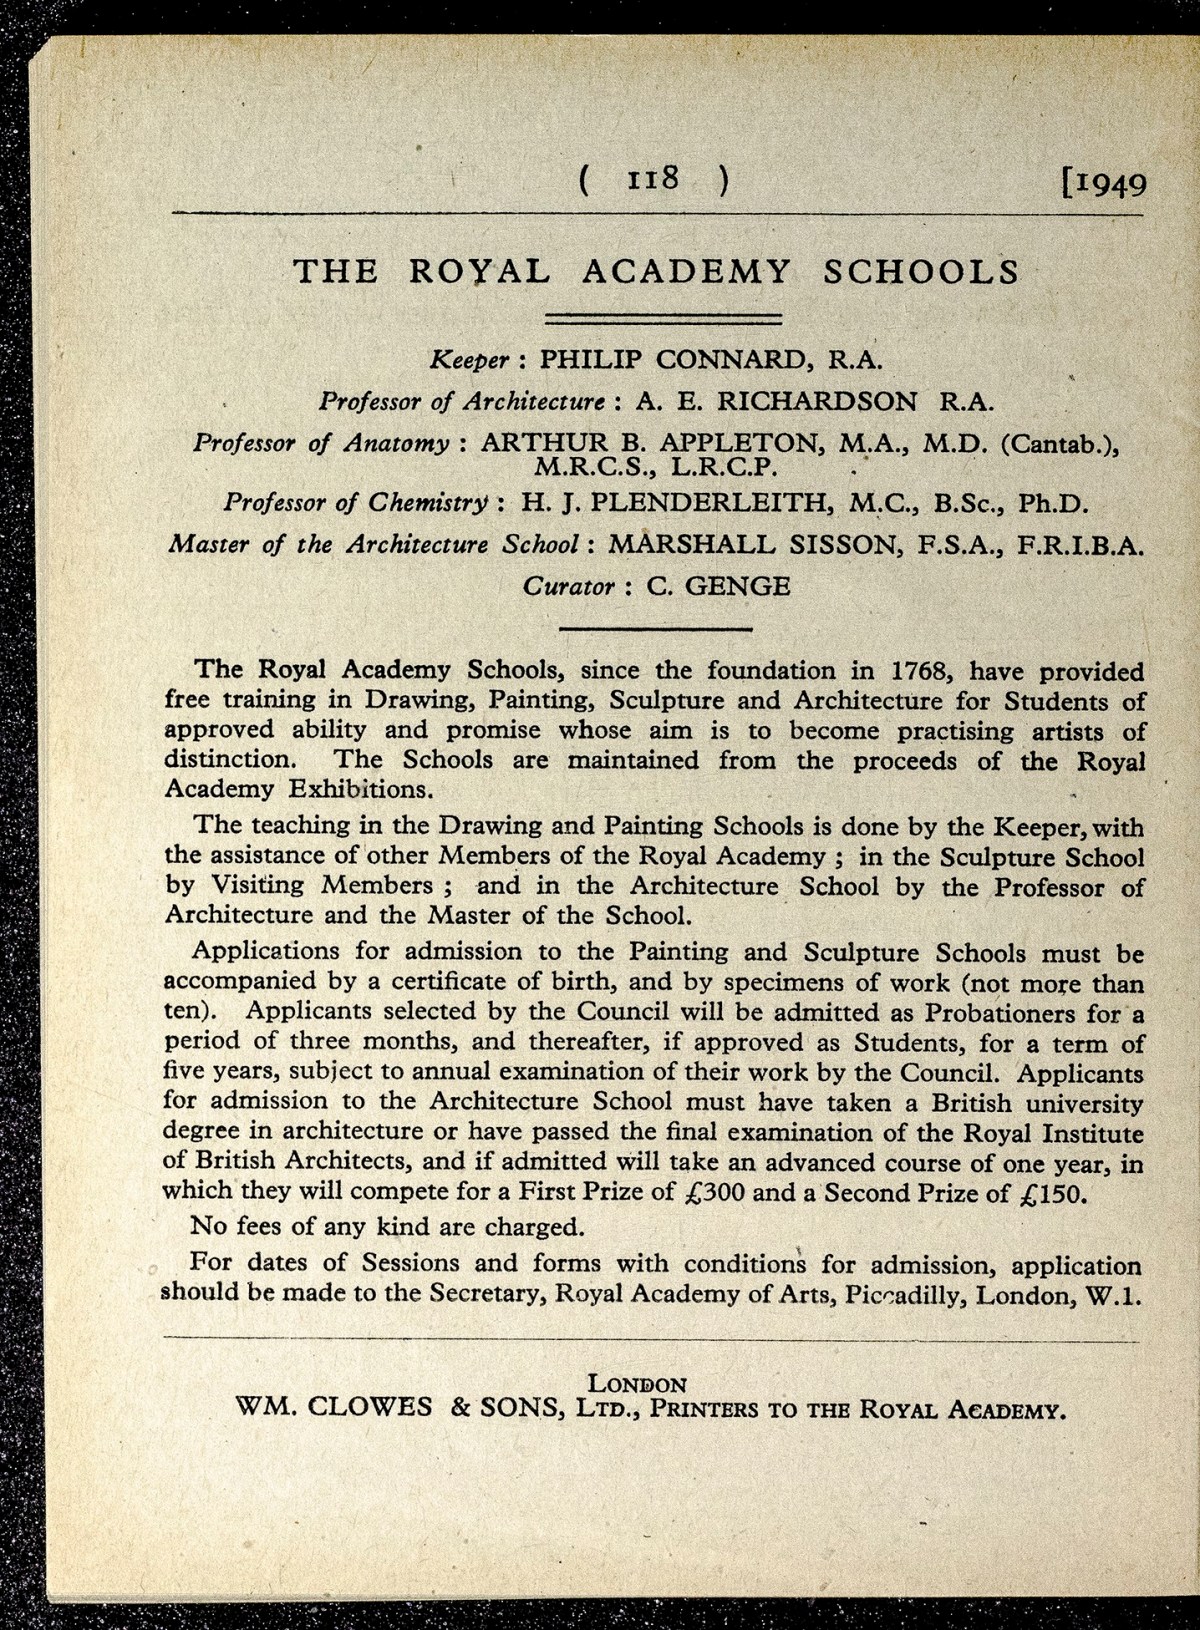 ( 118 ) [1949
THE ROYAL ACADEMY SCHOOLS
Keeper : PHILIP CONNARD, R.A.
Professor of Architecture : A. E. RICHARDSON R.A.
Professor of Anatomy : ARTHUR B. APPLETON, M.A., M.D. (Cantab.),
M.R.C.S., L.R.C.P.
Professor of Chemistry : H. J. PLENDERLEITH, M.C., B.Sc., Ph.D.
Master of the Architecture School : MARSHALL SISSON, F.S.A., F.R.I.B.A.
Curator : C. GENGE
The Royal Academy Schools, since the foundation in 1768, have provided
free training in Drawing, Painting, Sculpture and Architecture for Students of
approved ability and promise whose aim is to become practising artists of
distinction. The Schools are maintained from the proceeds of the Royal
Academy Exhibitions.
The teaching in the Drawing and Painting Schools is done by the Keeper, with
the assistance of other Members of the Royal Academy ; in the Sculpture School
by Visiting Members ; and in the Architecture School by the Professor of
Architecture and the Master of the School.
Applications for admission to the Painting and Sculpture Schools must be
accompanied by a certificate of birth, and by specimens of work (not more than
ten). Applicants selected by the Council will be admitted as Probationers for a
period of three months, and thereafter, if approved as Students, for a term of
five years, subject to annual examination of their work by the Council. Applicants
for admission to the Architecture School must have taken a British university
degree in architecture or have passed the final examination of the Royal Institute
of British Architects, and if admitted will take an advanced course of one year, in
which they will compete for a First Prize of £300 and a Second Prize of £150.
No fees of any kind are charged.
For dates of Sessions and forms with conditions for admission, application
should be made to the Secretary, Royal Academy of Arts, Piccadilly, London, W.1.
LONDON
WM. CLOWES & SONS, LTD., PRINTERS TO THE ROYAL ACADEMY.